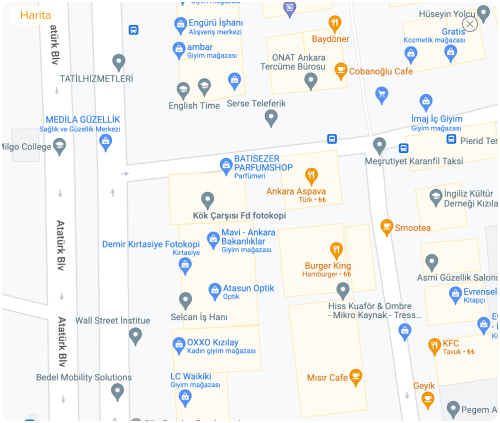 Harita
Hüseyin Yolcu
Engürü İşhanı
Alışveriş merkezi
Baydöner
Gratis
Kozmetik mağazası
atürk Blv
ambar
Giyim mağazası
ONAT Ankara
Tercüme Bürosu
Cobanoğlu Cafe
TATİLHİZMETLERİ
English Time
Serse Teleferik
MEDİLA GÜZELLİK
Sağlık ve Güzellik Merkezi
İmaj İç Giyim
Giyim mağazası
Milgo College
Pierid Ter
BATISEZER
PARFUMSHOP
Parfümeri
Meşrutiyet Karanfil Taksi
Ankara Aspava
Türk • ₺₺
İngiliz Kültür
Derneği Kızıla
Kök Çarşısı Fd fotokopi
Atatürk Blv
Mavi - Ankara
Bakanlıklar
Giyim mağazası
Smootea
Demir Kırtasiye Fotokopi
Kırtasiye
Burger King
Hamburger • ₺₺
Asmi Güzellik Salonu
Atasun Optik
Optik
Evrensel
Kitapçı
Selcan İş Hanı
Hiss Kuaför & Ombre
- Mikro Kaynak - Tress...
Atatürk Blv
Wall Street İnstitue
OXXO Kızılay
Kadın giyim mağazası
KFC
Tavuk • ₺₺
Bedel Mobility Solutions
LC Waikiki
Giyim mağazası
Mısır Cafe
Geyik
Pegem A